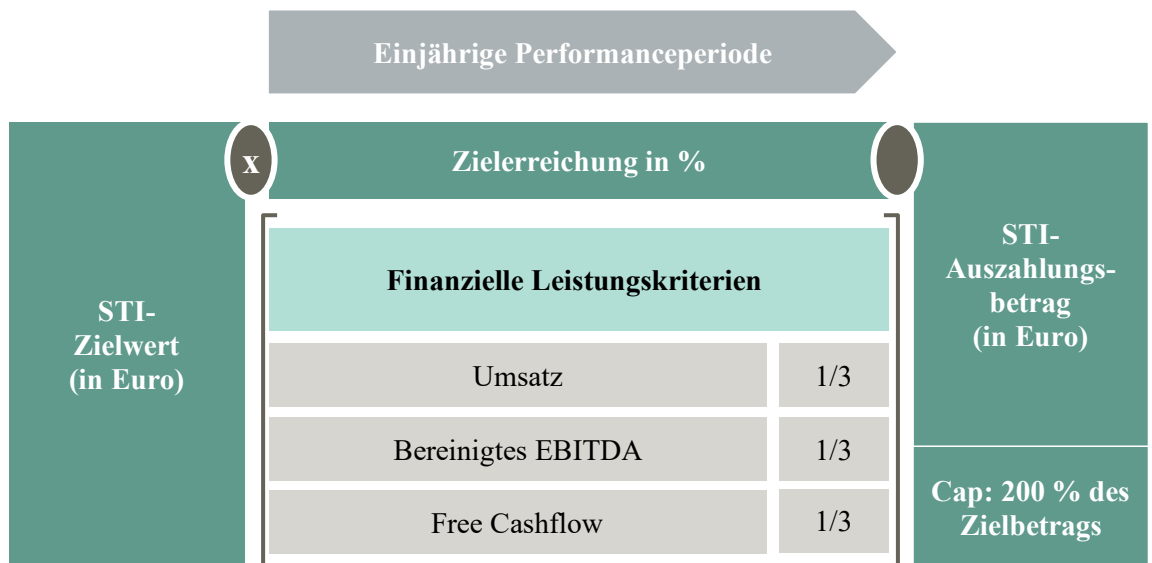 Einjährige Performanceperiode
x
Zielerreichung in %
STI-
Zielwert
(in Euro)
Finanzielle Leistungskriterien
Umsatz
1/3
Bereinigtes EBITDA
1/3
Free Cashflow
1/3
STI-
Auszahlungs-
betrag
(in Euro)
Cap: 200 % des
Zielbetrags